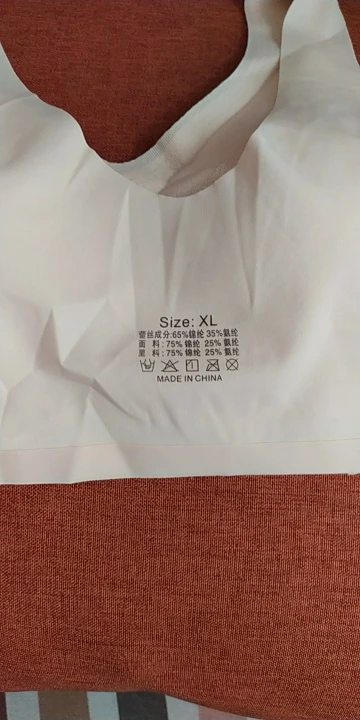 Size: XL
蕾丝成分:65%锦纶 35%氨纶
面 料:75% 锦纶 25% 氨纶
里 料:75% 锦纶 25% 氨纶
MADE IN CHINA